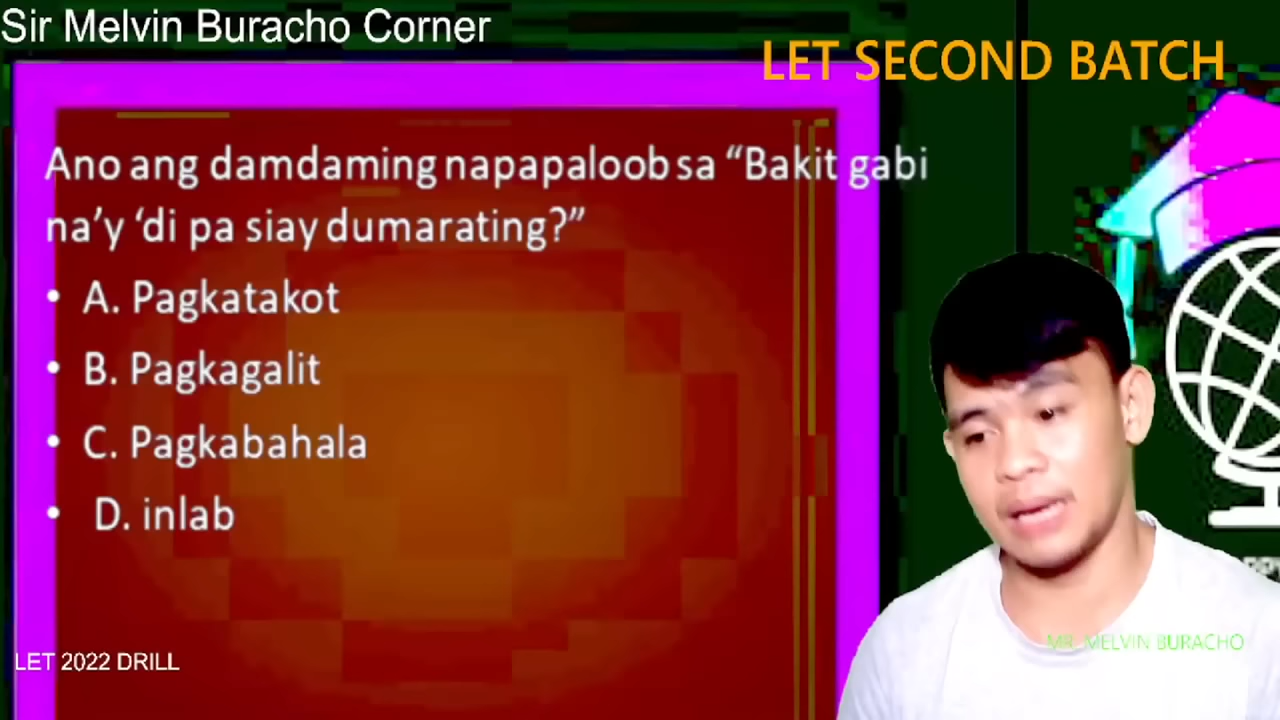 Sir Melvin Buracho Corner
LET SECOND BATCH
Ano ang damdaming napapaloob sa “Bakit gabi
na’y ‘di pa siay dumarating?”
• A. Pagkatakot
• B. Pagkagalit
• C. Pagkabahala
• D. inlab
LET 2022 DRILL
MR. MELVIN BURACHO